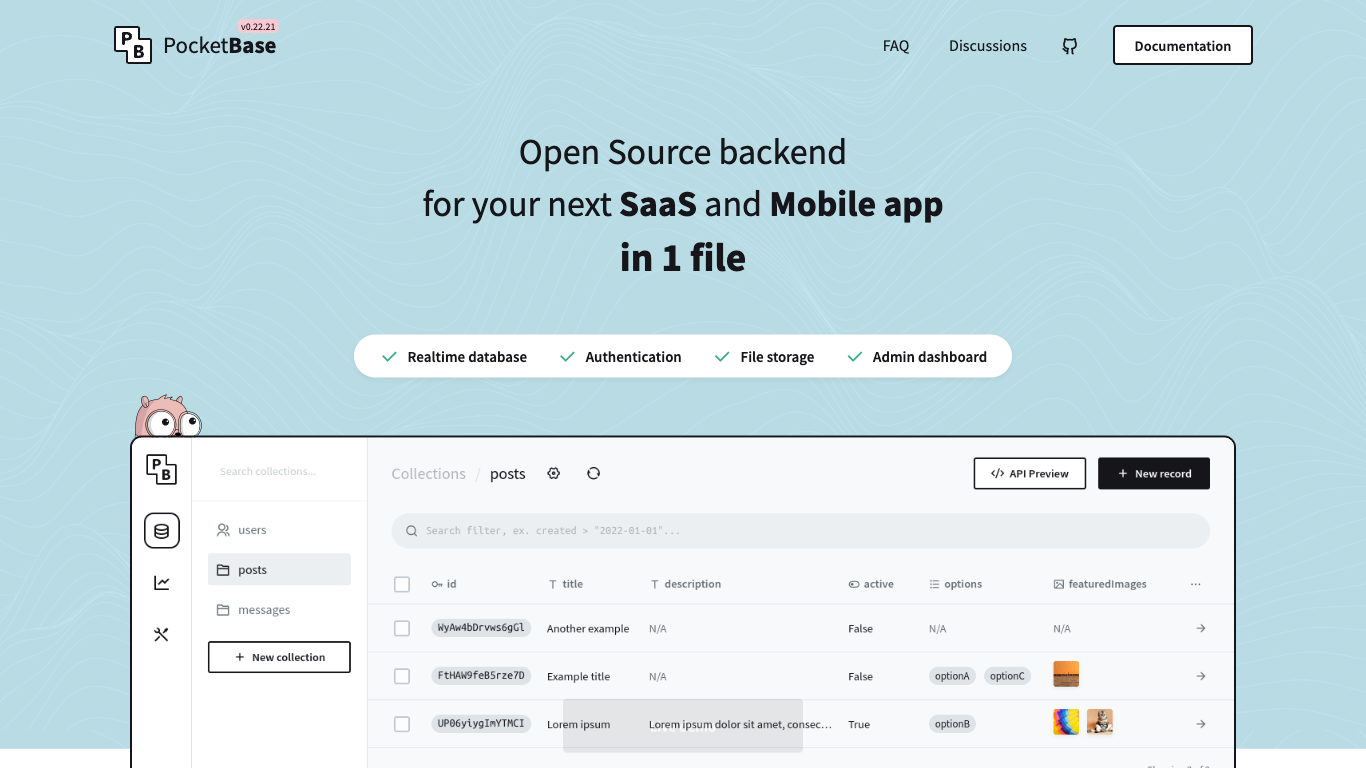 v0.22.21
PB PocketBase
FAQ Discussions Documentation
Open Source backend
for your next SaaS and Mobile app
in 1 file
Realtime database Authentication File storage Admin dashboard
PB
Search collections...
Collections / posts
API Preview
New record
users
posts
messages
New collection
Search filter, ex. created > "2022-01-01"...
id title description active options featuredImages
WyAw4bDrvws6gGl Another example N/A False N/A N/A
FtHAW9feB5rze7D Example title N/A False optionA optionC
UP06yiygImYTMCI Lorem ipsum Lorem ipsum dolor sit amet, consec... True optionB